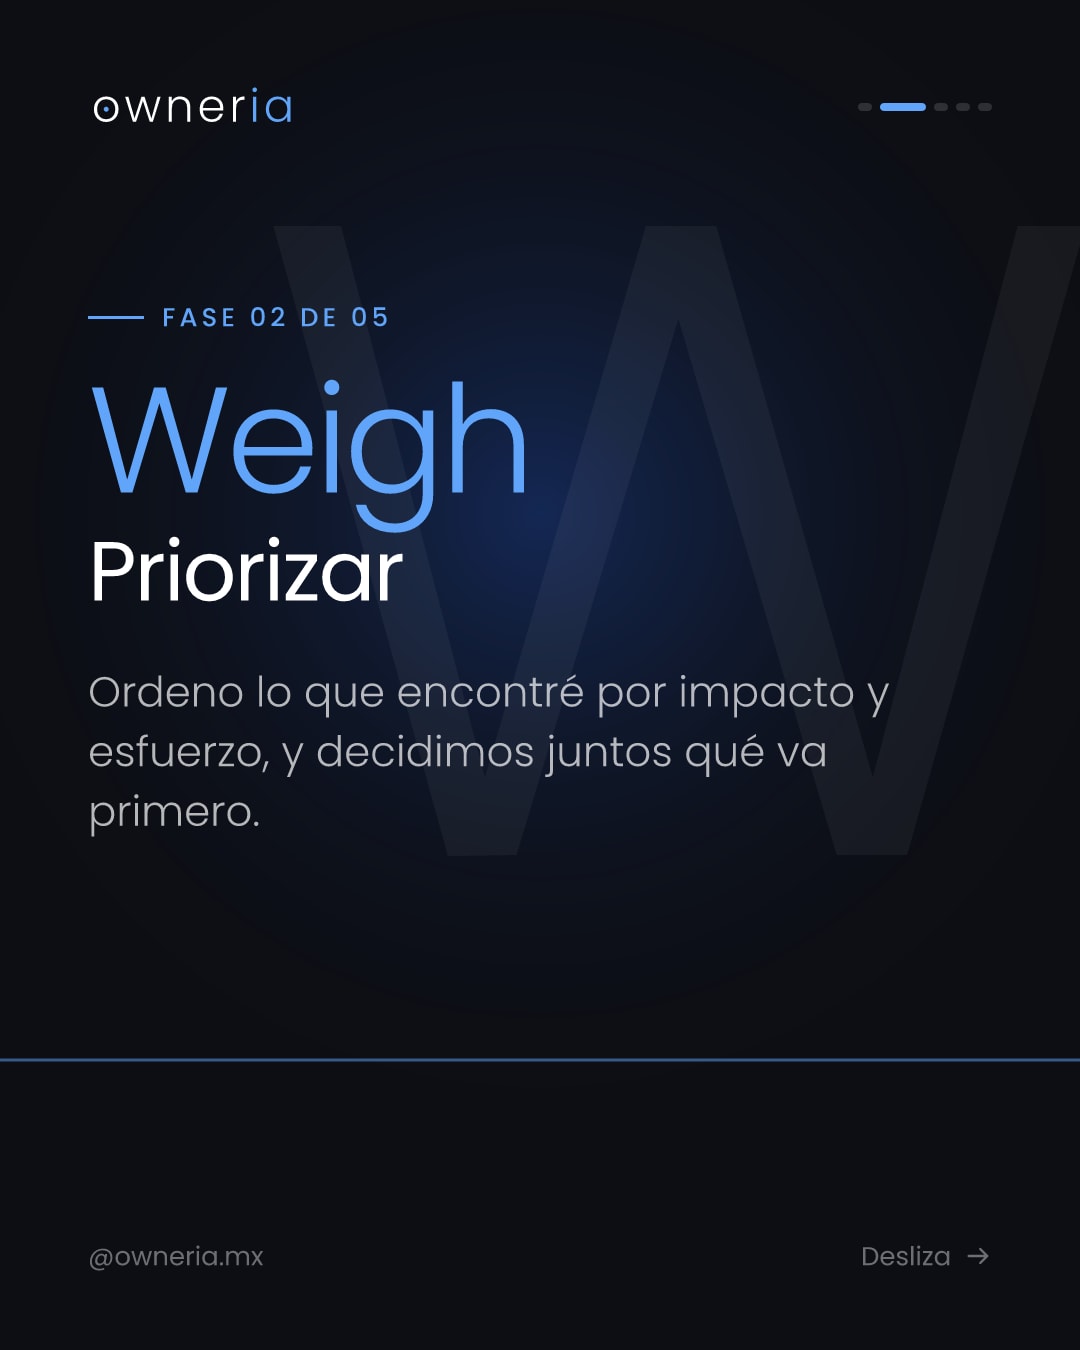 owneria
FASE 02 DE 05
W
Weigh
Priorizar
Ordeno lo que encontré por impacto y
esfuerzo, y decidimos juntos qué va
primero.
@owneria.mx
Desliza →